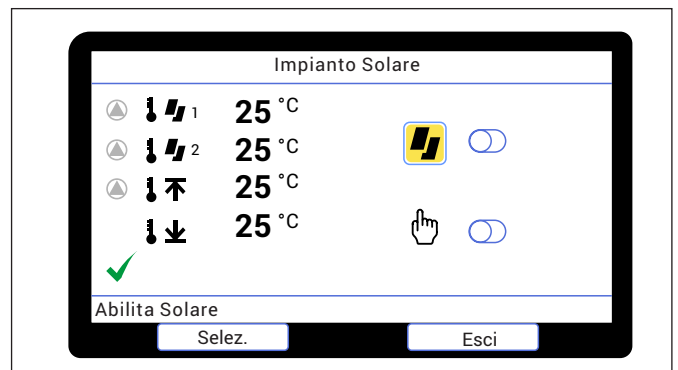 Impianto Solare
1 25 °C
2 25 °C
25 °C
25 °C
Abilita Solare
Selez. Esci